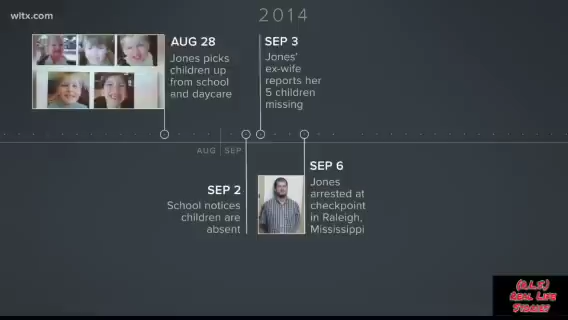 wltx.com
2014
AUG 28
Jones picks
children up
from school
and daycare
SEP 3
Jones'
ex-wife
reports her
5 children
missing
AUG
SEP
SEP 2
School notices
children are
absent
SEP 6
Jones
arrested at
checkpoint
in Raleigh,
Mississippi
(R.L.S)
Real Life
Stories